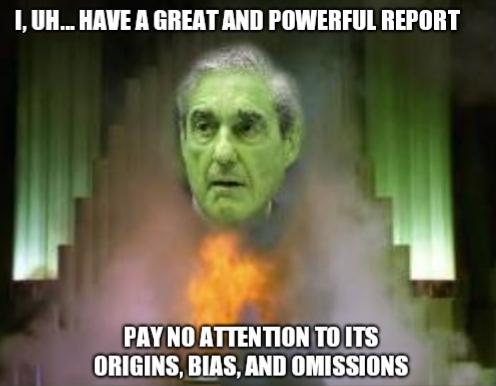 I, UH... HAVE A GREAT AND POWERFUL REPORT
PAY NO ATTENTION TO ITS
ORIGINS, BIAS, AND OMISSIONS